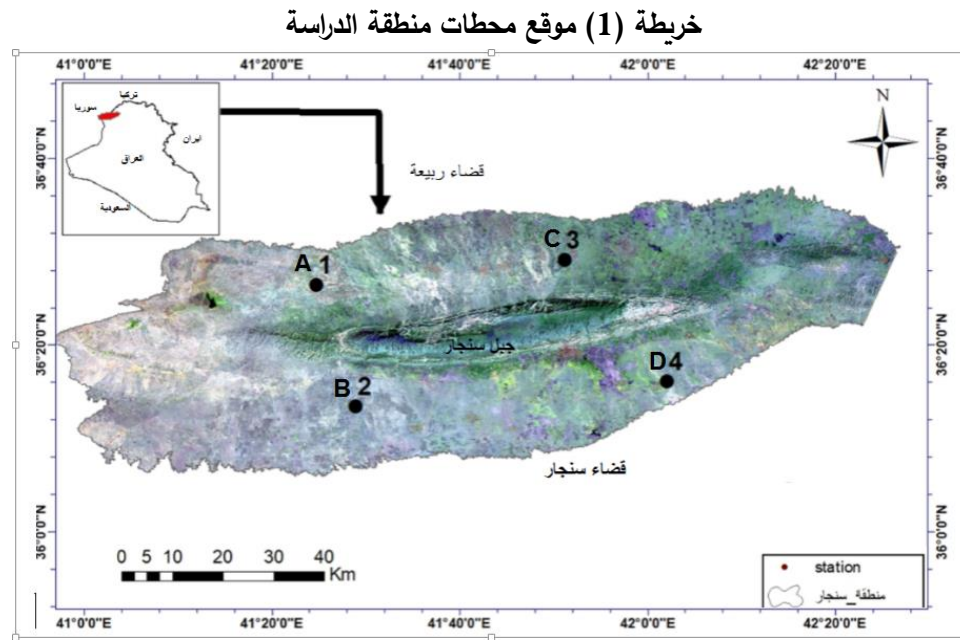 خريطة (1) موقع محطات منطقة الدراسة
41°0'0"E 41°20'0"E 41°40'0"E 42°0'0"E 42°20'0"E
تركيا
سوريا
ايران
العراق
السعودية
N
قضاء ربيعة
36°40'0"N 36°40'0"N
C 3
A 1
جبل سنجار
36°20'0"N 36°20'0"N
D4
B 2
قضاء سنجار
36°0'0"N 36°0'0"N
0 5 10 20 30 40
Km
station
منطقة_سنجار
41°0'0"E 41°20'0"E 41°40'0"E 42°0'0"E 42°20'0"E